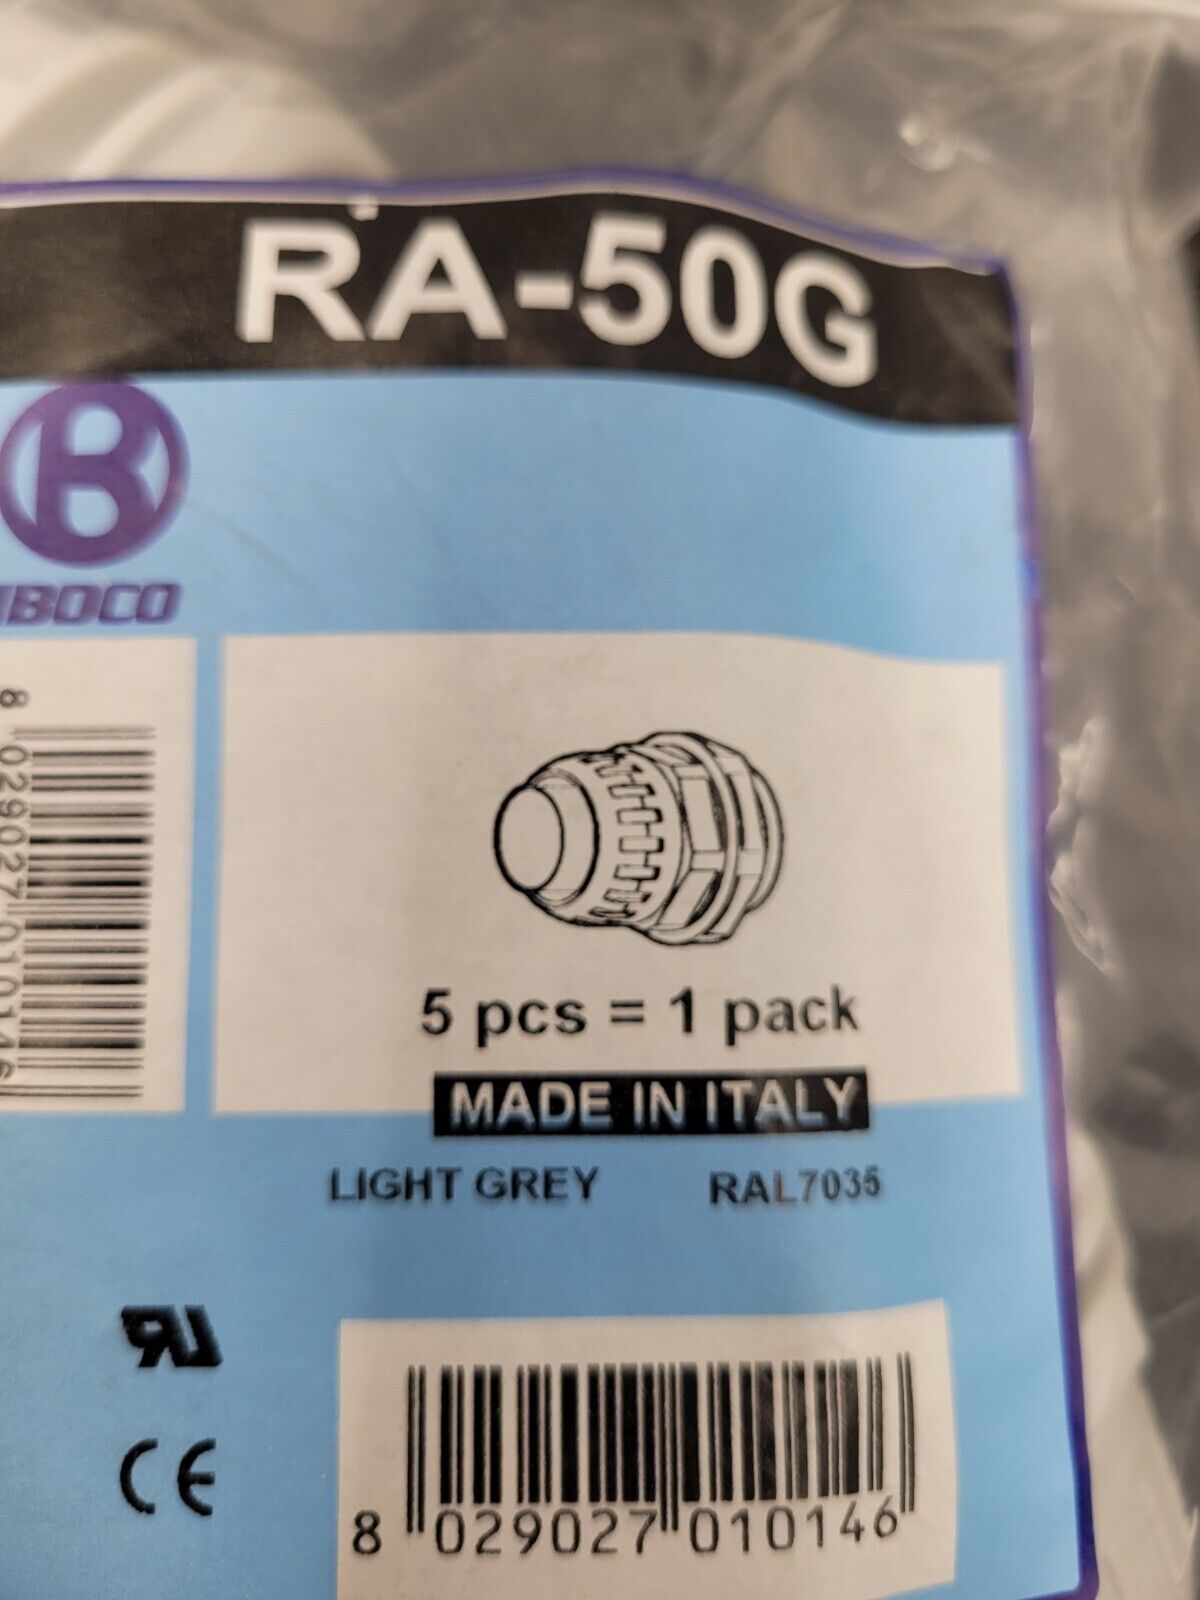 RA-50G
IBOCO
8 029027 010146
5 pcs = 1 pack
MADE IN ITALY
LIGHT GREY RAL7035
CE
8 029027 010146